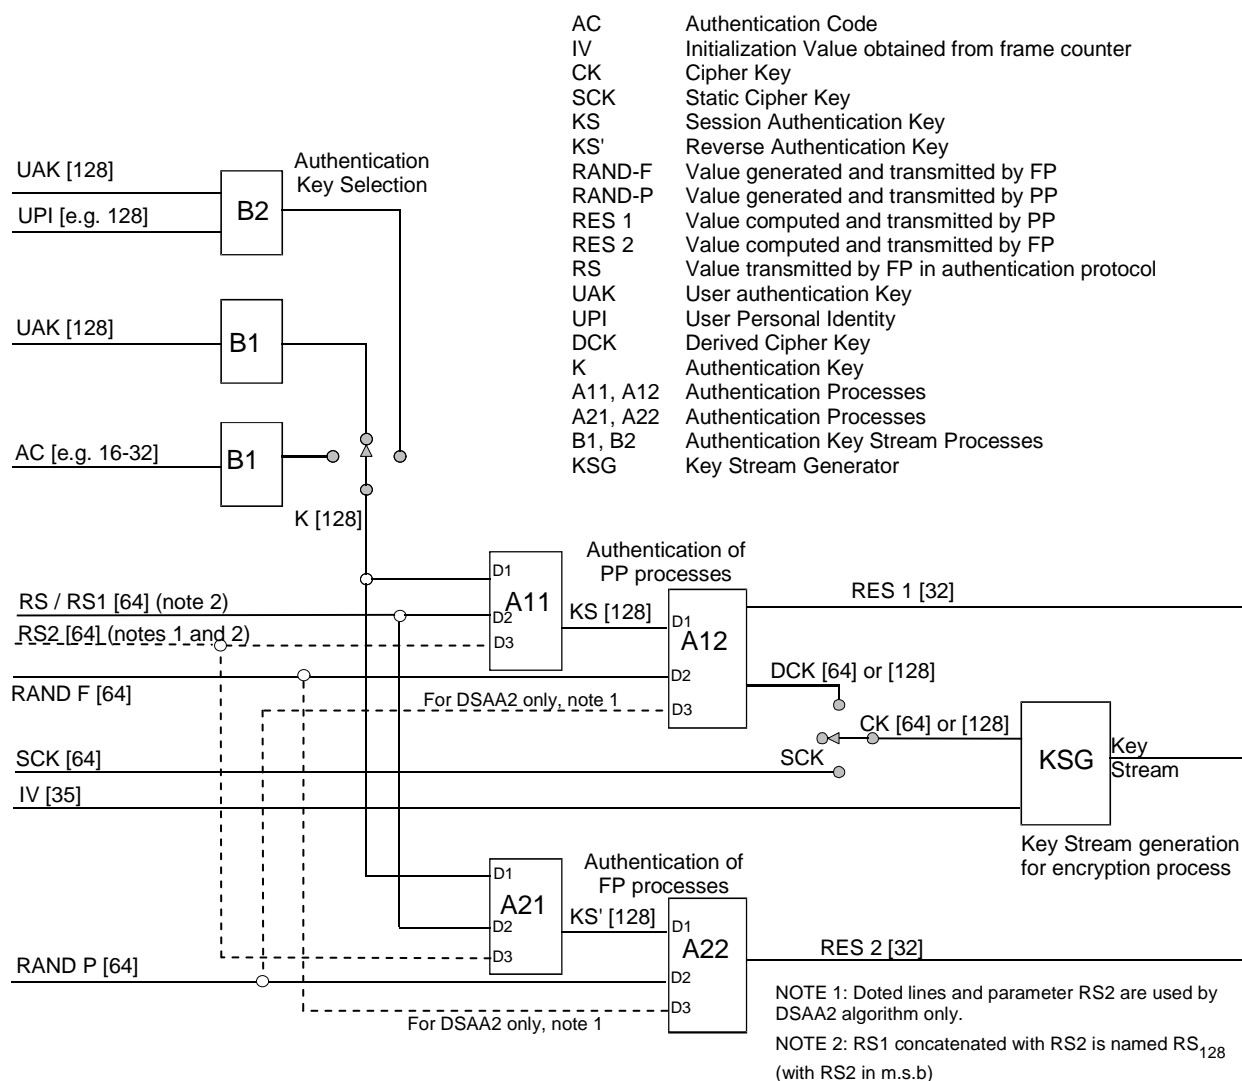 AC Authentication Code
IV Initialization Value obtained from frame counter
CK Cipher Key
SCK Static Cipher Key
KS Session Authentication Key
KS' Reverse Authentication Key
RAND-F Value generated and transmitted by FP
RAND-P Value generated and transmitted by PP
RES 1 Value computed and transmitted by PP
RES 2 Value computed and transmitted by FP
RS Value transmitted by FP in authentication protocol
UAK User authentication Key
UPI User Personal Identity
DCK Derived Cipher Key
K Authentication Key
A11, A12 Authentication Processes
A21, A22 Authentication Processes
B1, B2 Authentication Key Stream Processes
KSG Key Stream Generator
Authentication
Key Selection
UAK [128]
UPI [e.g. 128]
B2
UAK [128]
B1
AC [e.g. 16-32]
B1
K [128]
Authentication of
PP processes
RS / RS1 [64] (note 2)
RS2 [64] (notes 1 and 2)
RAND F [64]
D1
A11
D2
D3
KS [128]
D1
A12
D2
D3
For DSAA2 only, note 1
RES 1 [32]
DCK [64] or [128]
CK [64] or [128]
SCK
SCK [64]
IV [35]
KSG
Key
Stream
Key Stream generation
for encryption process
Authentication of
FP processes
D1
A21
D2
D3
KS' [128]
D1
A22
D2
D3
RAND P [64]
For DSAA2 only, note 1
RES 2 [32]
NOTE 1: Doted lines and parameter RS2 are used by
DSAA2 algorithm only.
NOTE 2: RS1 concatenated with RS2 is named RS128
(with RS2 in m.s.b)